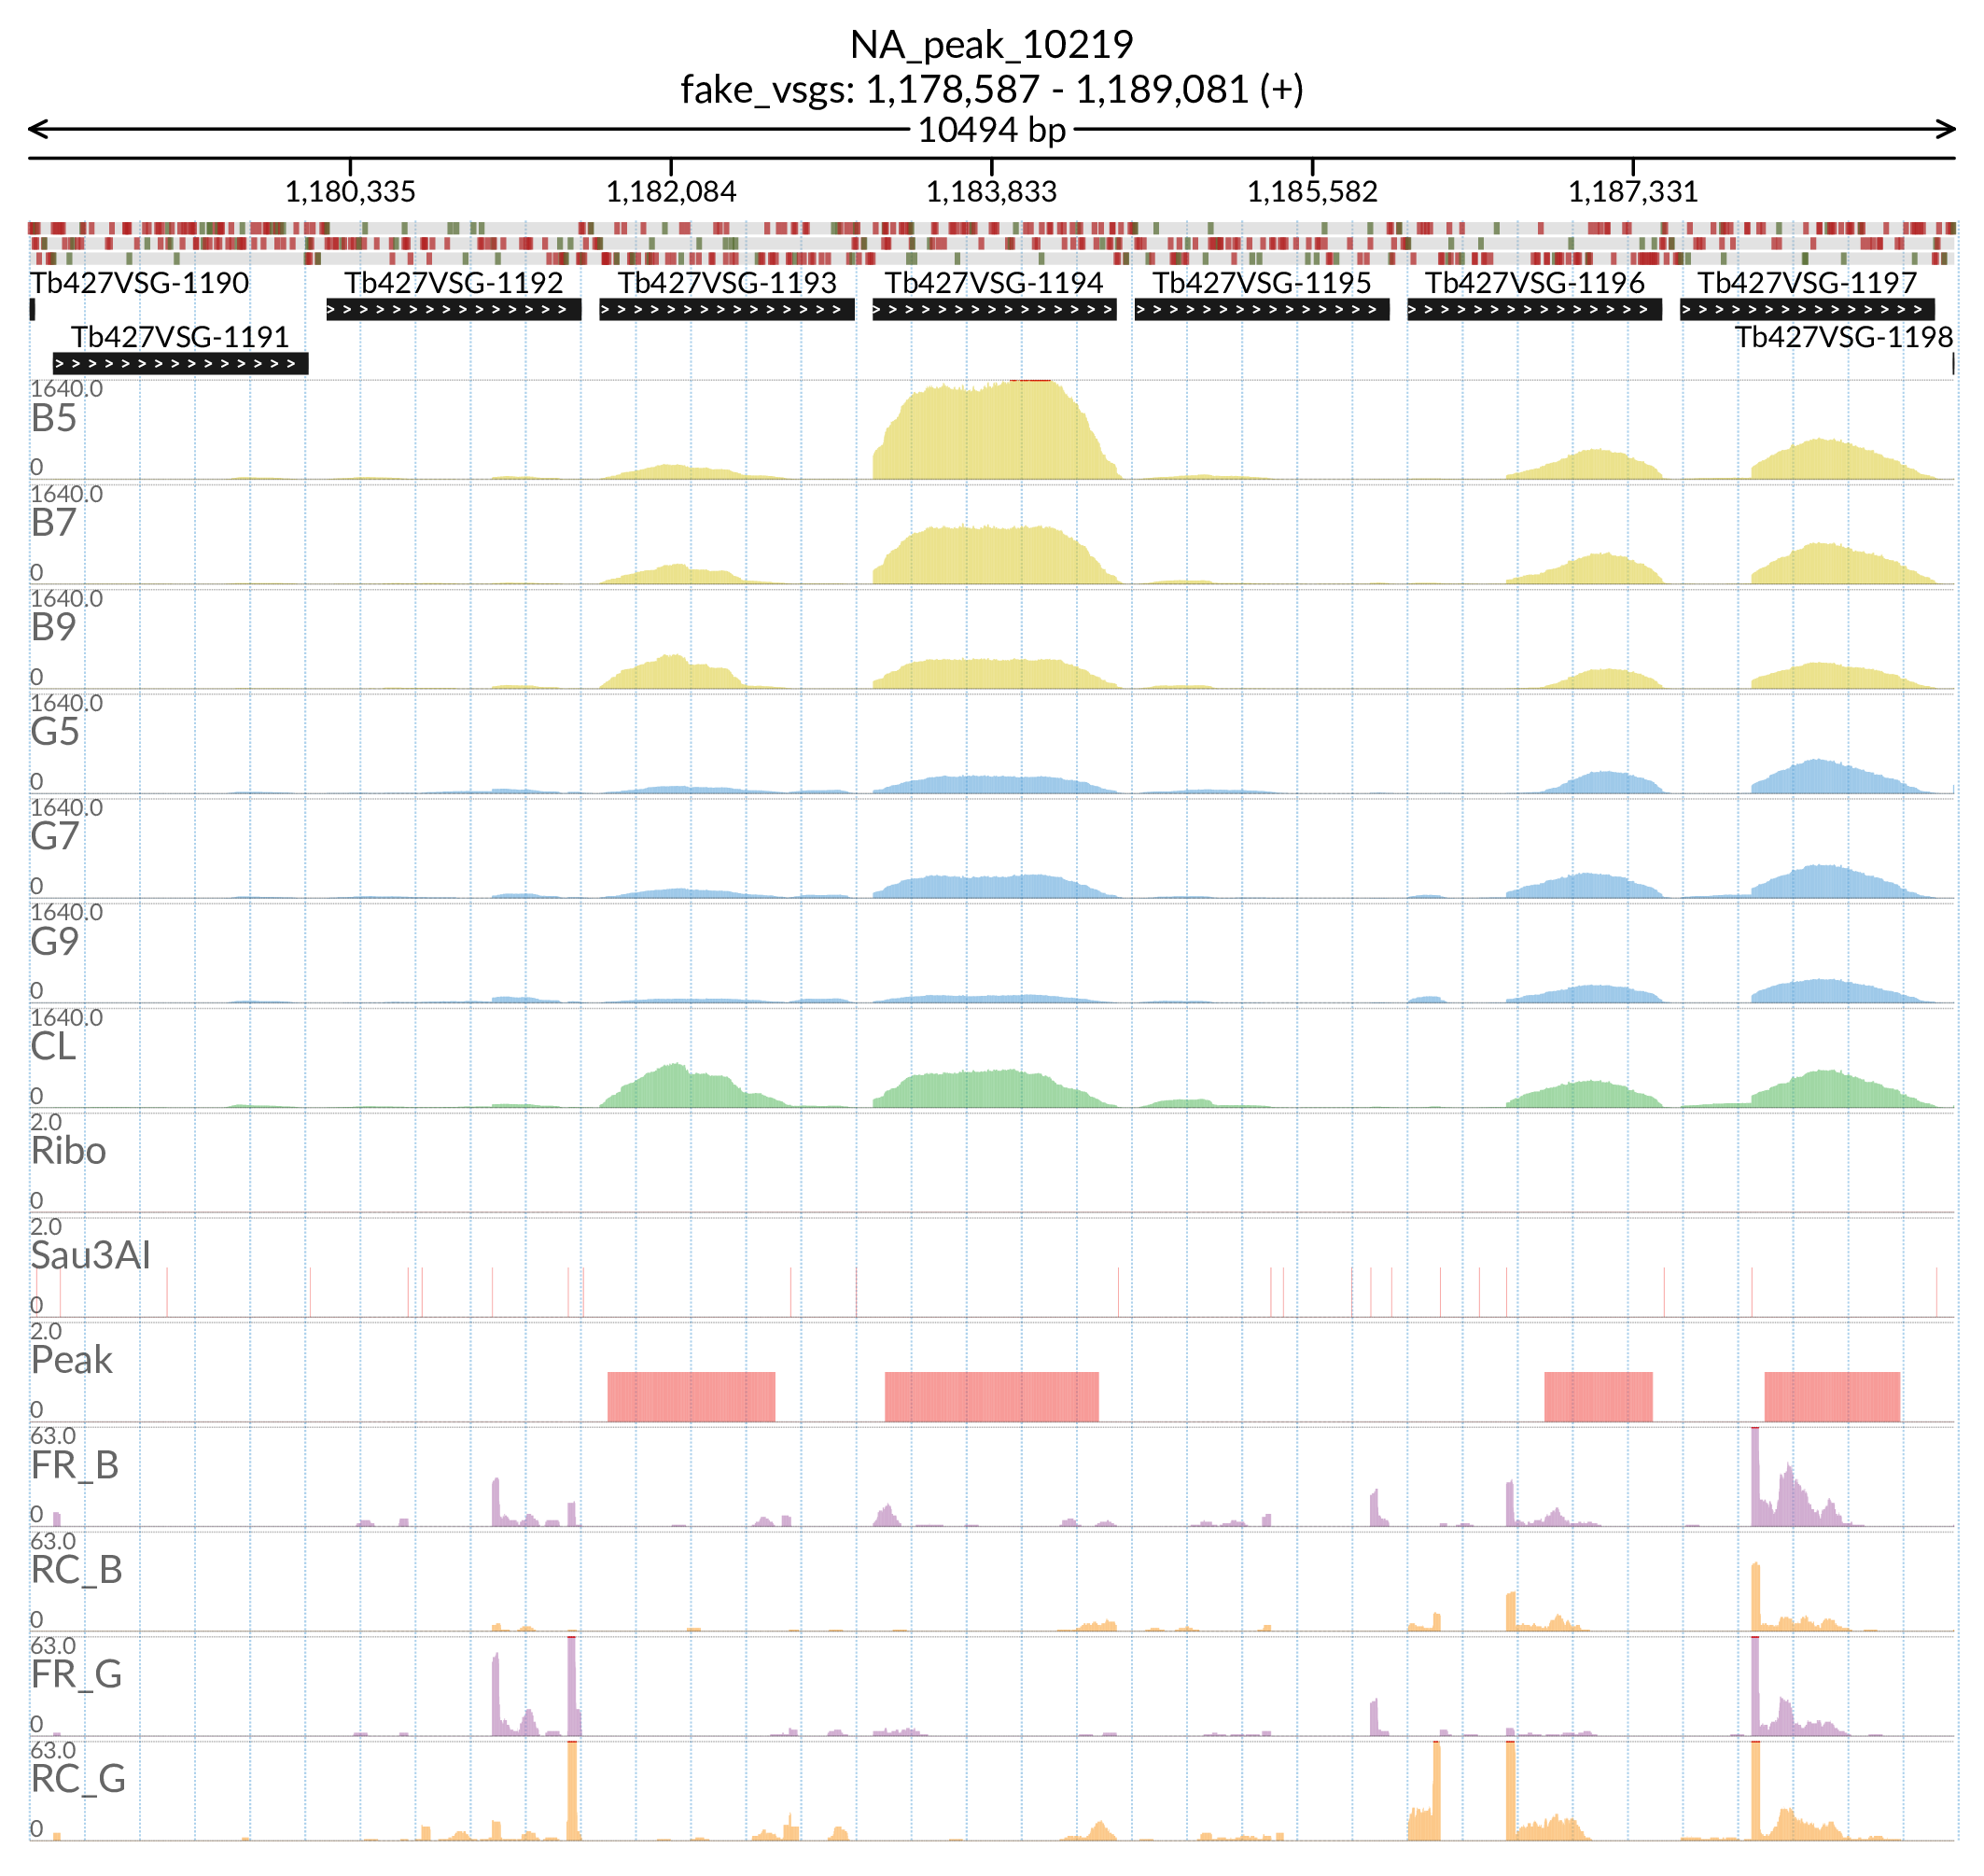 NA_peak_10219
fake_vsgs: 1,178,587 - 1,189,081 (+)
10494 bp
1,180,335 1,182,084 1,183,833 1,185,582 1,187,331
Tb427VSG-1190 Tb427VSG-1192 Tb427VSG-1193 Tb427VSG-1194 Tb427VSG-1195 Tb427VSG-1196 Tb427VSG-1197
Tb427VSG-1191 Tb427VSG-1198
1640.0
B5
0
1640.0
B7
0
1640.0
B9
0
1640.0
G5
0
1640.0
G7
0
1640.0
G9
0
1640.0
CL
0
2.0
Ribo
0
2.0
Sau3AI
0
2.0
Peak
0
63.0
FR_B
0
63.0
RC_B
0
63.0
FR_G
0
63.0
RC_G
0